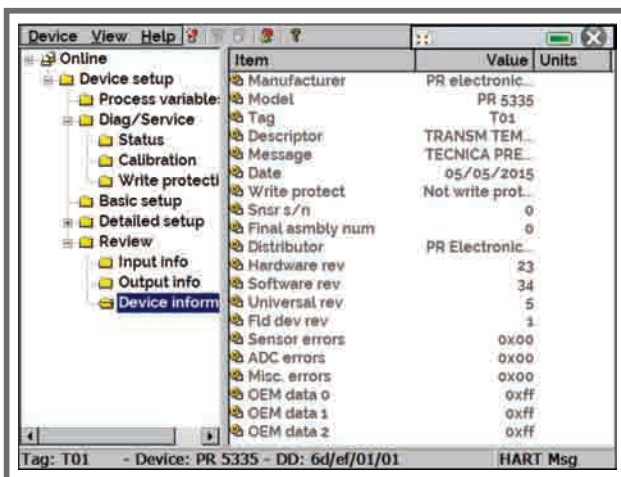 Device View Help
Online
Device setup
Process variable:
Diag/Service
Status
Calibration
Write protecti
Basic setup
Detailed setup
Review
Input info
Output info
Device inform
Item Value Units
Manufacturer PR electronic...
Model PR 5335
Tag T01
Descriptor TRANSM TEM...
Message TECNICA PRE...
Date 05/05/2015
Write protect Not write prot...
Snsr s/n 0
Final asmbly num 0
Distributor PR Electronic...
Hardware rev 23
Software rev 34
Universal rev 5
Fld dev rev 1
Sensor errors 0x00
ADC errors 0x00
Misc. errors 0x00
OEM data 0 0xff
OEM data 1 0xff
OEM data 2 0xff
Tag: T01 - Device: PR 5335 - DD: 6d/ef/01/01 HART Msg